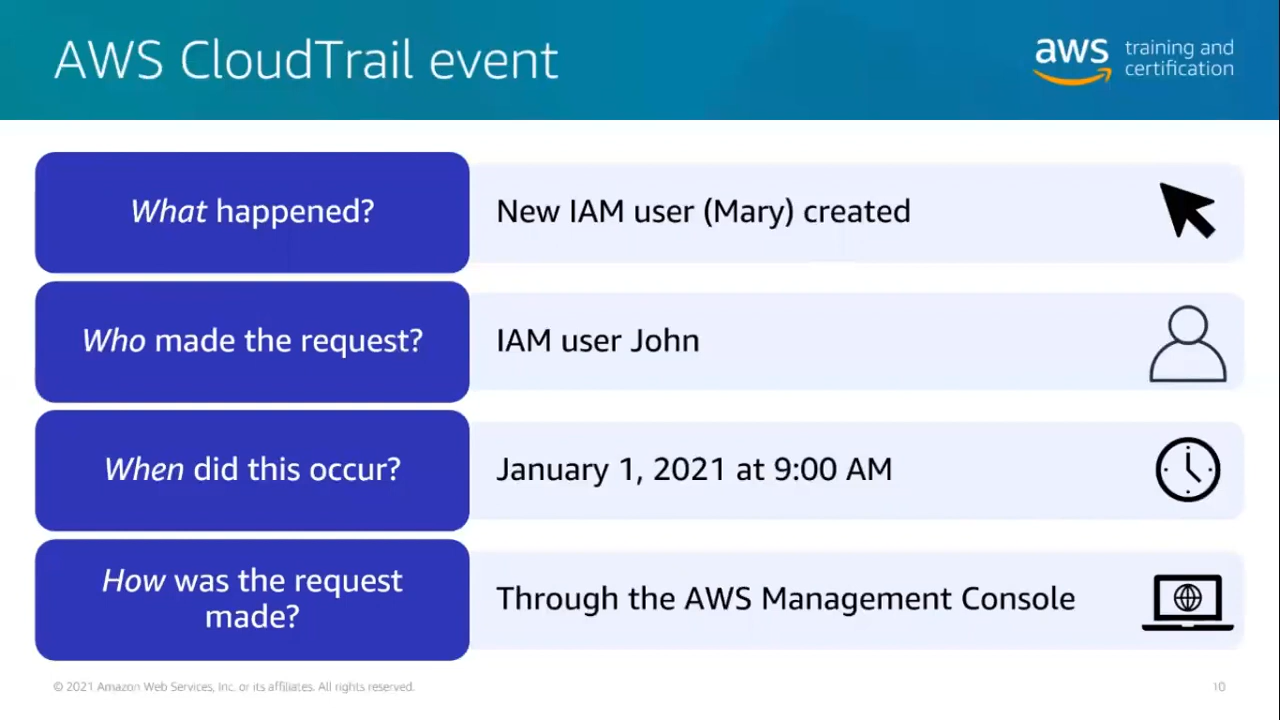 AWS CloudTrail event
aws training and
certification
What happened?
New IAM user (Mary) created
Who made the request?
IAM user John
When did this occur?
January 1, 2021 at 9:00 AM
How was the request
made?
Through the AWS Management Console
© 2021 Amazon Web Services, Inc. or its affiliates. All rights reserved.
10